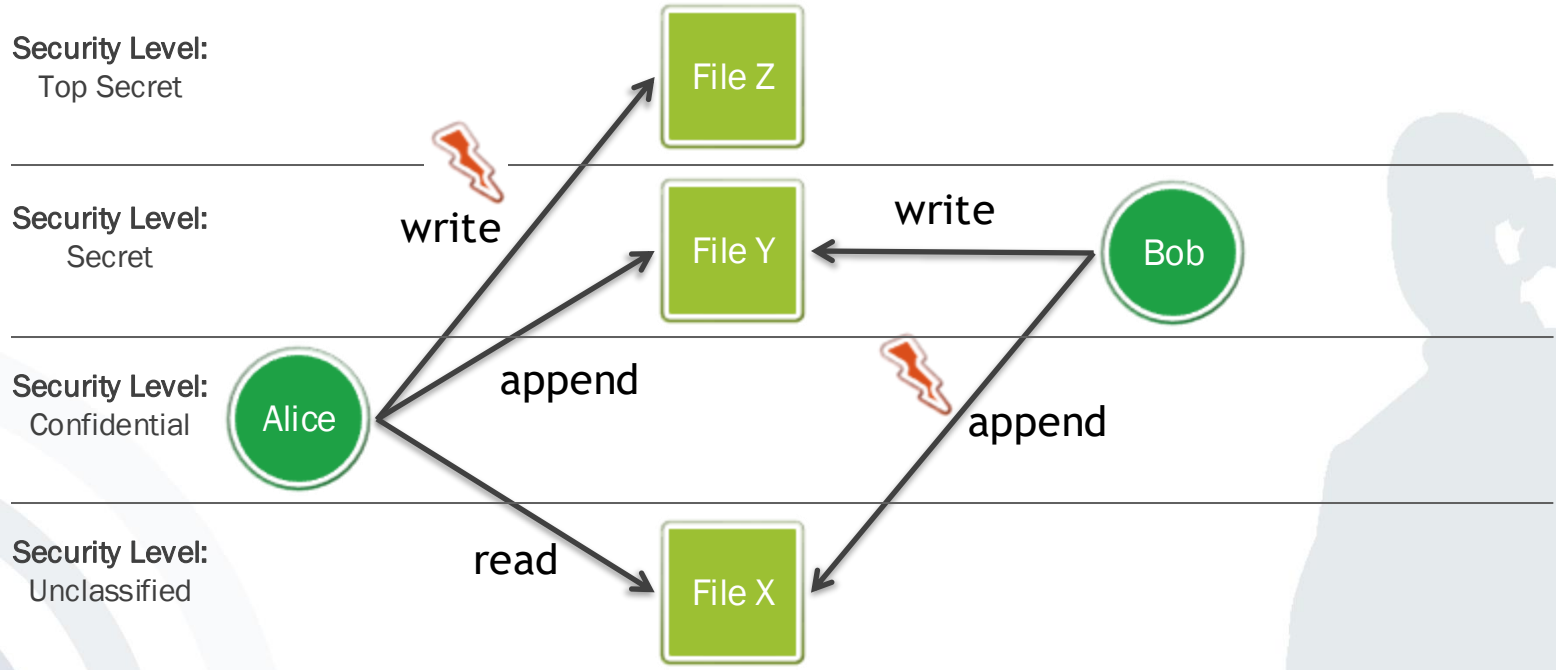 Security Level:
Top Secret
File Z
write
Security Level:
Secret
File Y
write
Bob
Security Level:
Confidential
Alice
append
append
Security Level:
Unclassified
read
File X